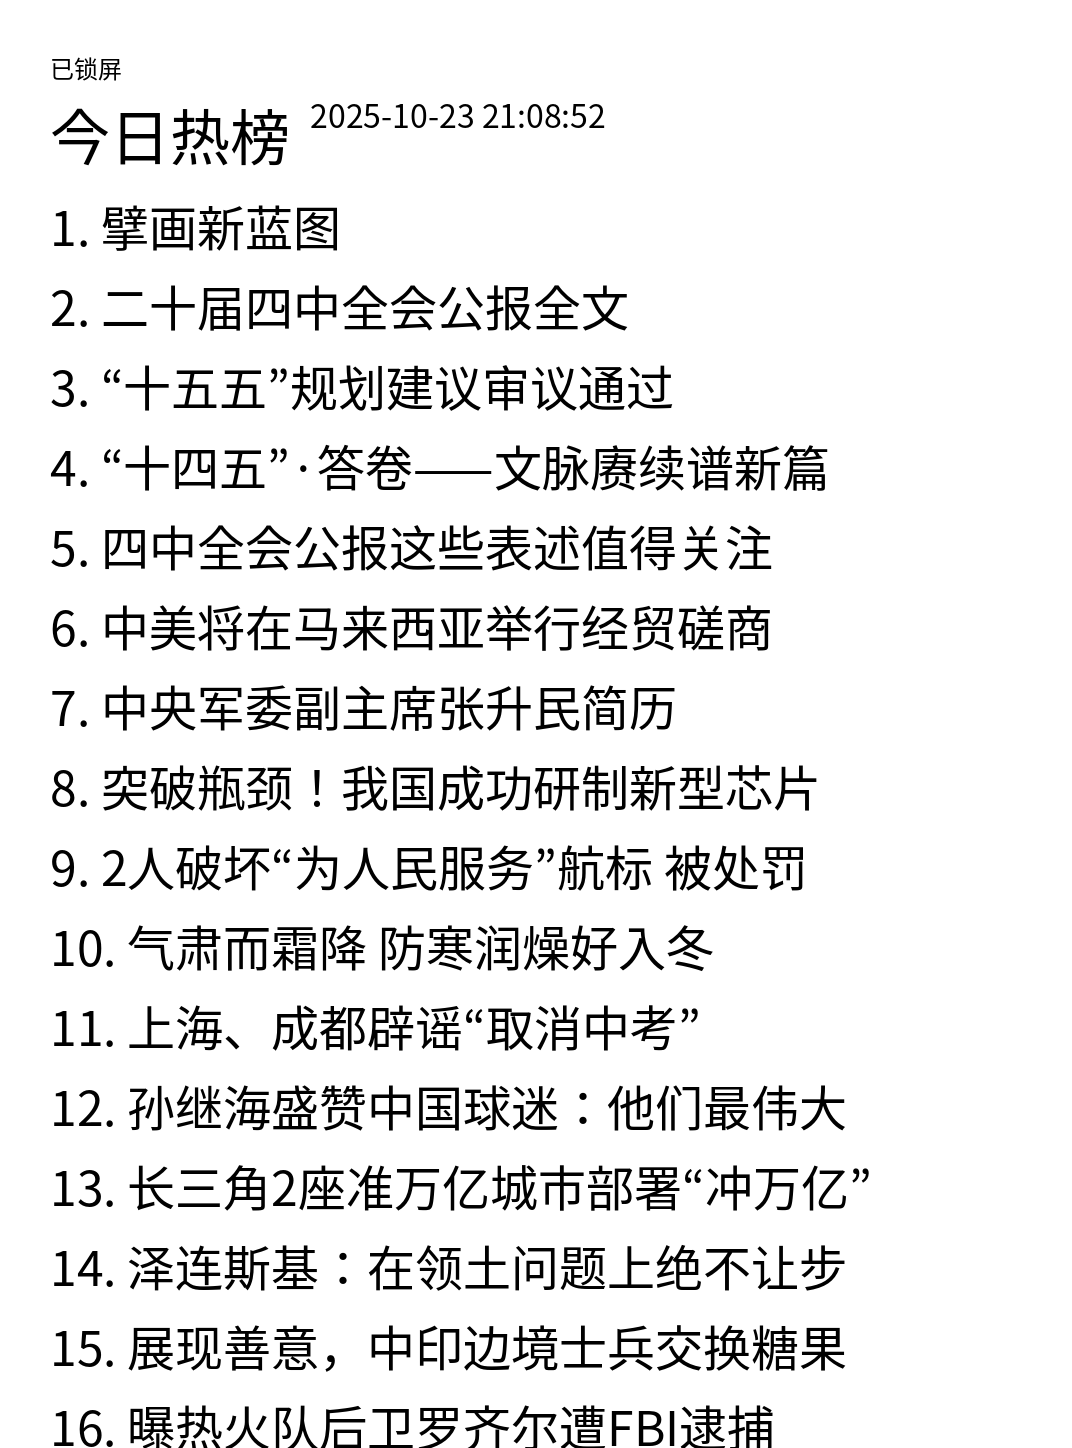 已锁屏
今日热榜 2025-10-23 21:08:52
1. 擘画新蓝图
2. 二十届四中全会公报全文
3. “十五五”规划建议审议通过
4. “十四五”·答卷——文脉赓续谱新篇
5. 四中全会公报这些表述值得关注
6. 中美将在马来西亚举行经贸磋商
7. 中央军委副主席张升民简历
8. 突破瓶颈！我国成功研制新型芯片
9. 2人破坏“为人民服务”航标 被处罚
10. 气肃而霜降 防寒润燥好入冬
11. 上海、成都辟谣“取消中考”
12. 孙继海盛赞中国球迷：他们最伟大
13. 长三角2座准万亿城市部署“冲万亿”
14. 泽连斯基：在领土问题上绝不让步
15. 展现善意，中印边境士兵交换糖果
16. 曝热火队后卫罗齐尔遭FBI逮捕